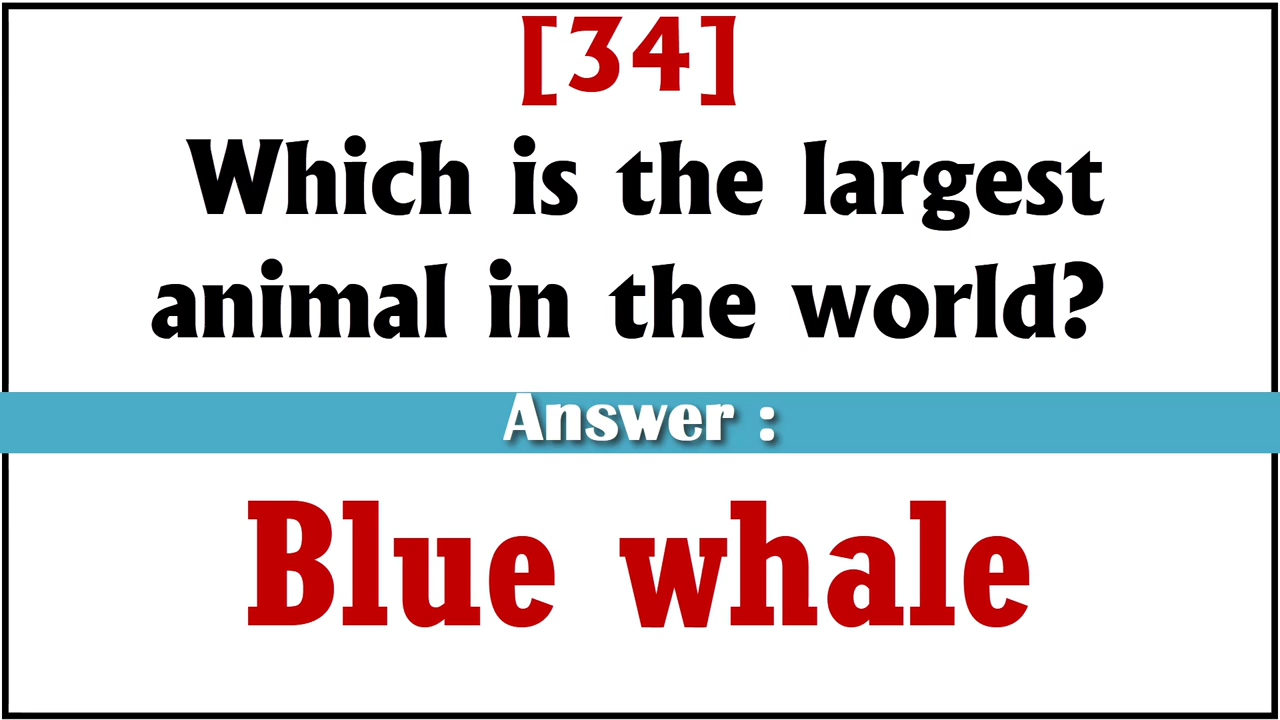 [34]
Which is the largest
animal in the world?
Answer :
Blue whale